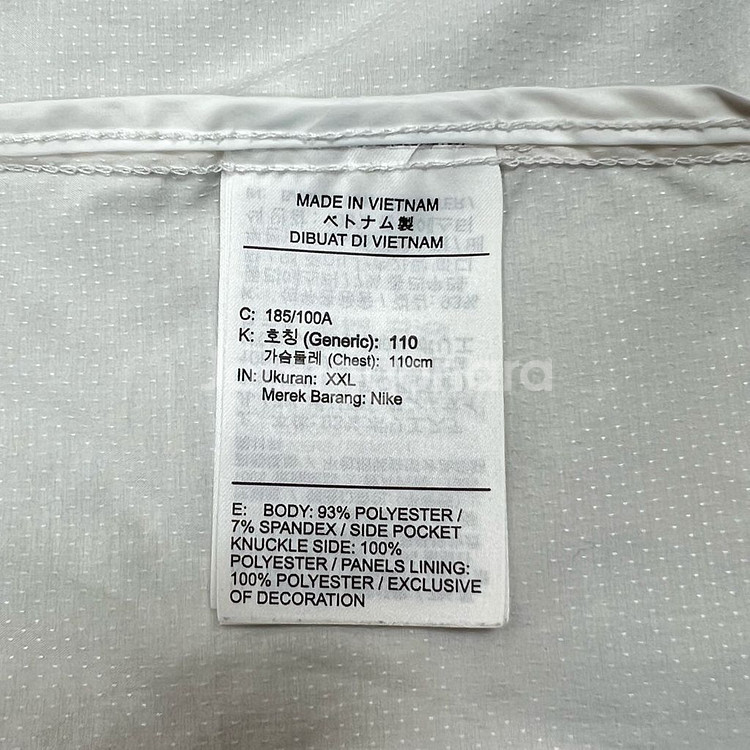 MADE IN VIETNAM
ベトナム製
DIBUAT DI VIETNAM
C: 185/100A
K: 호칭 (Generic): 110
가슴둘레 (Chest): 110cm
IN: Ukuran: XXL
Merek Barang: Nike
E: BODY: 93% POLYESTER /
7% SPANDEX / SIDE POCKET
KNUCKLE SIDE: 100%
POLYESTER / PANELS LINING:
100% POLYESTER / EXCLUSIVE
OF DECORATION